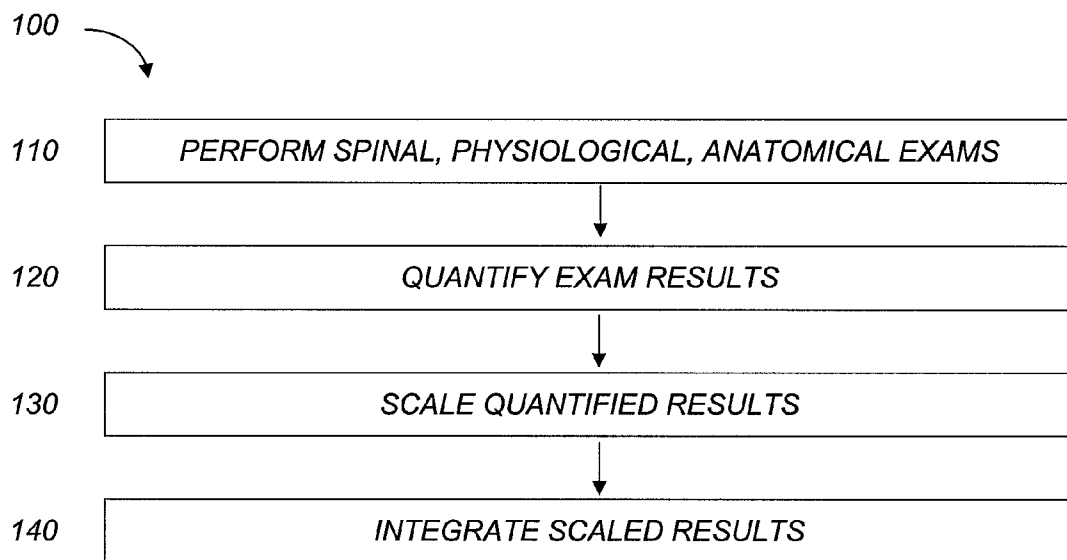 100
110 PERFORM SPINAL, PHYSIOLOGICAL, ANATOMICAL EXAMS
120 QUANTIFY EXAM RESULTS
130 SCALE QUANTIFIED RESULTS
140 INTEGRATE SCALED RESULTS